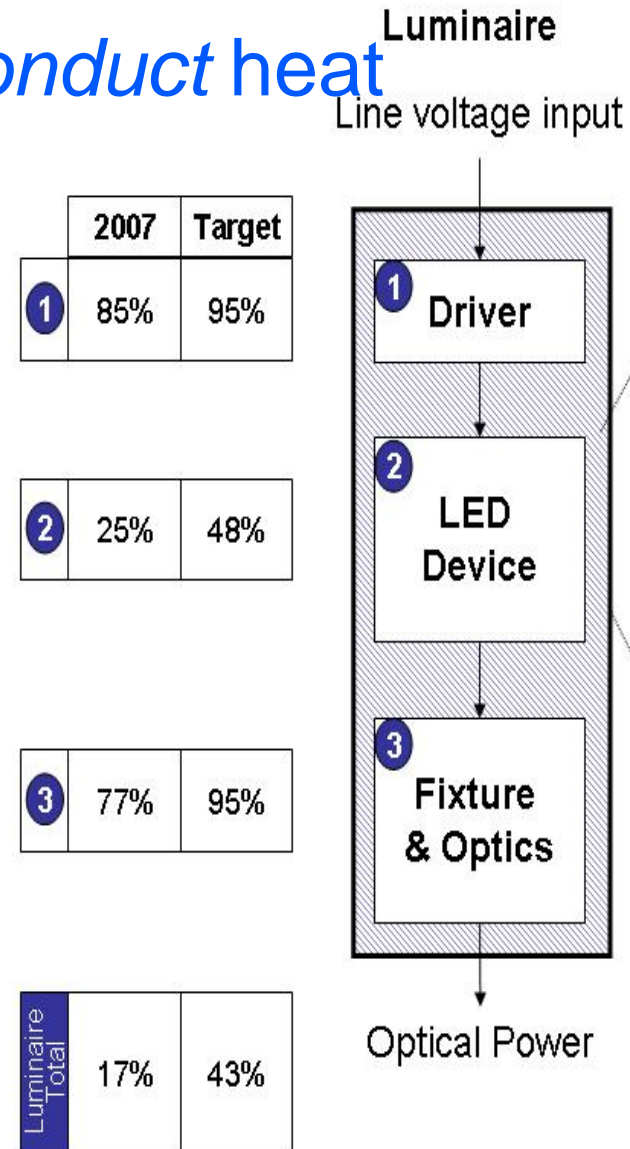 onduct heat
Luminaire
Line voltage input
2007 Target
1 85% 95%
2 25% 48%
3 77% 95%
Luminaire
Total
17% 43%
1 Driver
2 LED
Device
3 Fixture
& Optics
Optical Power